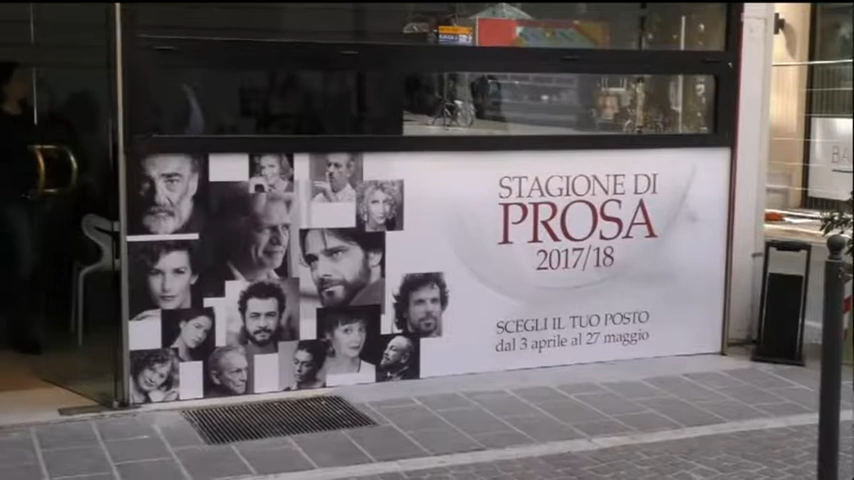 STAGIONE DI
PROSA
2017/18
SCEGLI IL TUO POSTO
dal 3 aprile al 27 maggio